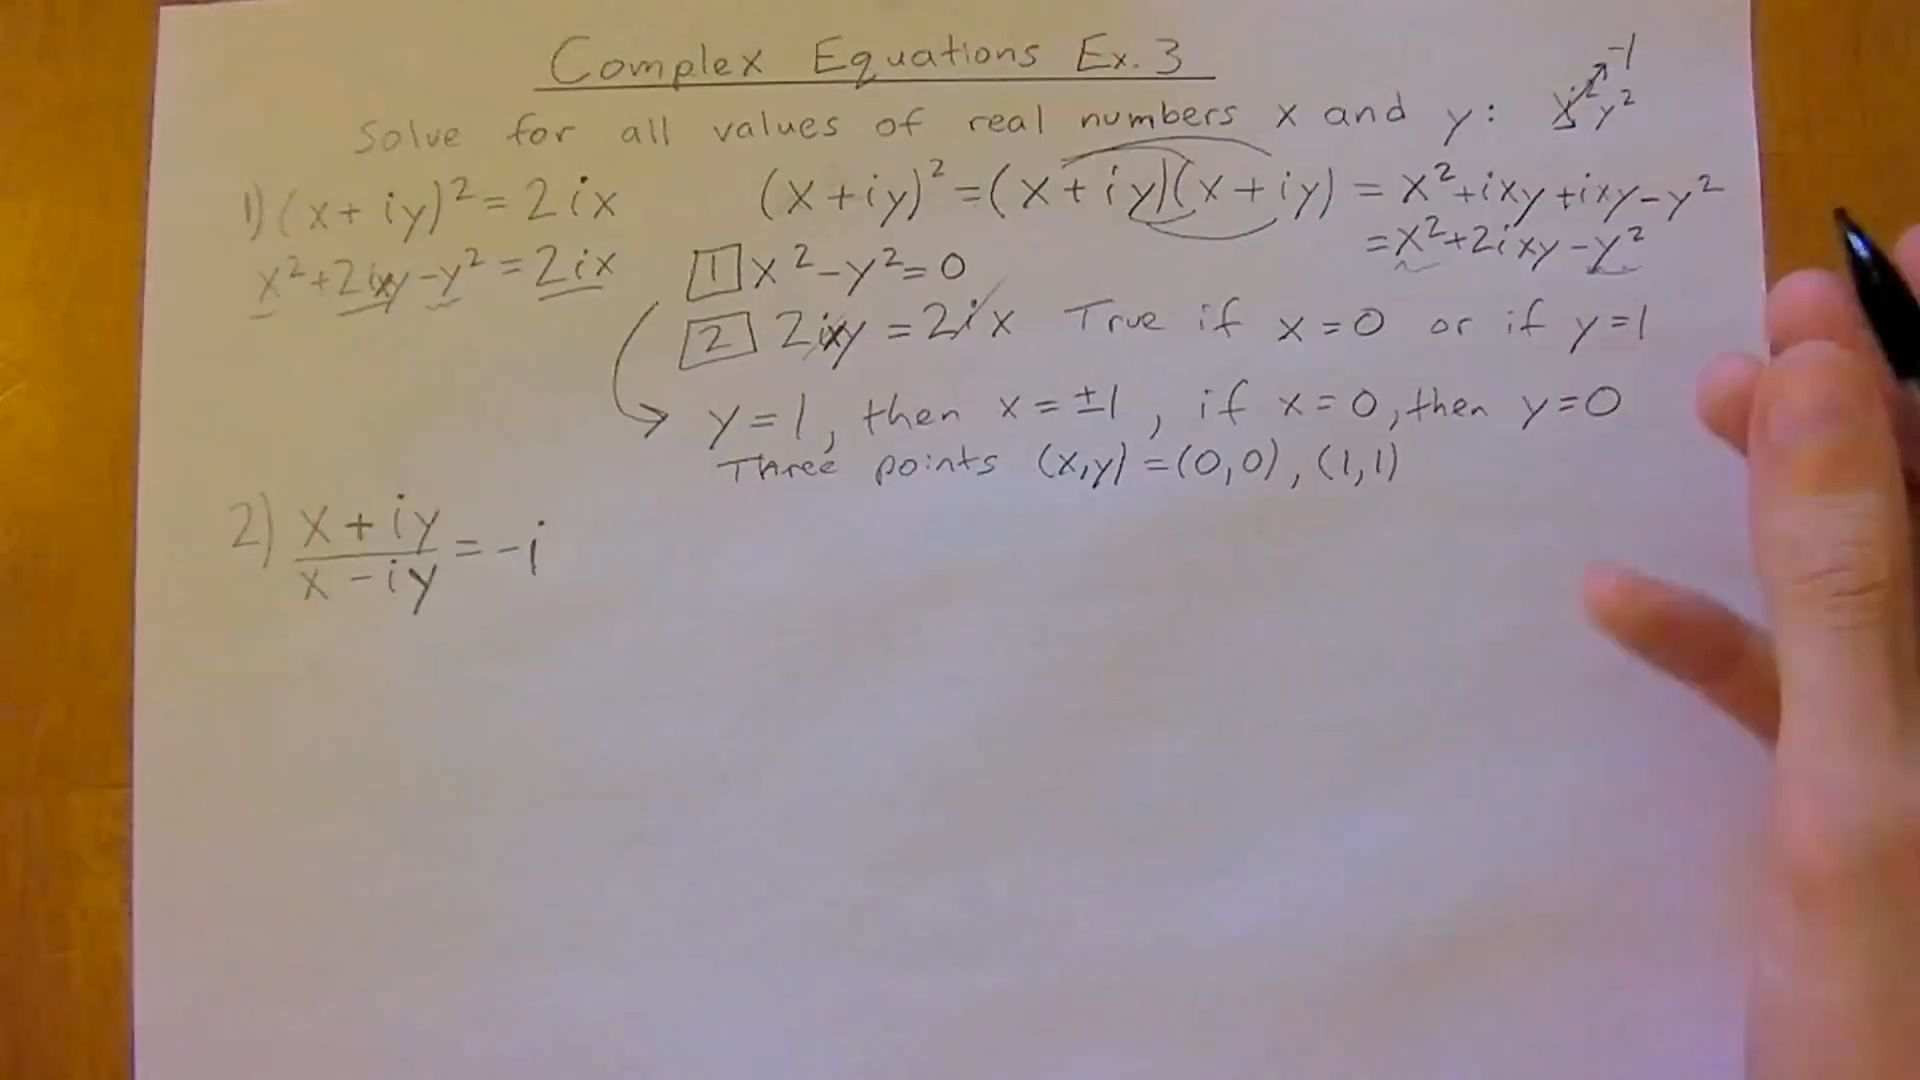 Complex Equations Ex. 3
Solve for all values of real numbers x and y:
i²y²
-1
1) (x + iy)² = 2ix
(x + iy)² = (x + iy)(x + iy) = x² + ixy + ixy - y²
= x² + 2ixy - y²
x² + 2ixy - y² = 2ix
1 x² - y² = 0
2 2ixy = 2ix True if x = 0 or if y = 1
y = 1, then x = ±1, if x = 0, then y = 0
Three points (x,y) = (0,0), (1,1)
2) x + iy
x - iy
= -i